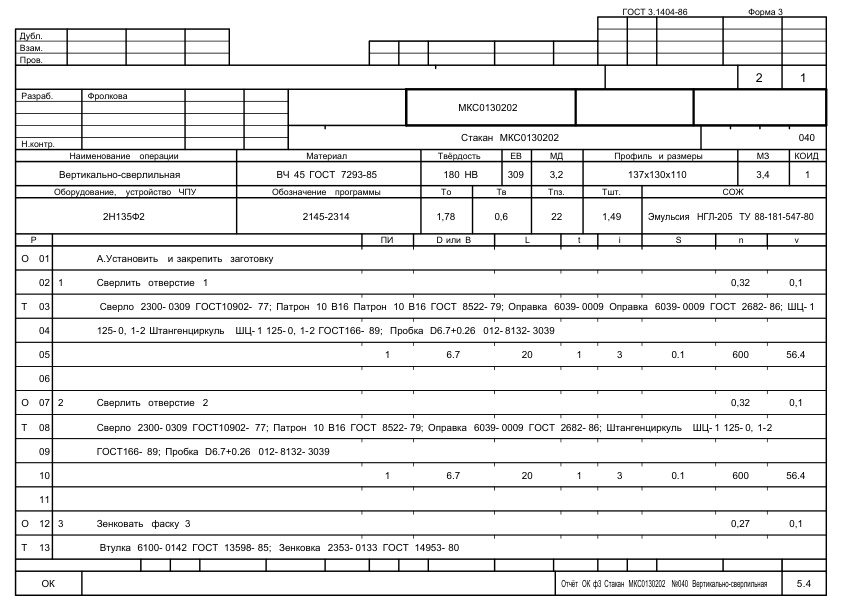 ГОСТ 3.1404-86 Форма 3
Дубл.
Взам.
Пров.
2 1
Разраб. Фролкова
МКС0130202
Н.контр.
Стакан МКС0130202 040
Наименование операции Материал Твёрдость ЕВ МД Профиль и размеры МЗ КОИД
Вертикально-сверлильная ВЧ 45 ГОСТ 7293-85 180 НВ 309 3,2 137х130х110 3,4 1
Оборудование, устройство ЧПУ Обозначение программы То Тв Тпз. Тшт. СОЖ
2Н135Ф2 2145-2314 1,78 0,6 22 1,49 Эмульсия НГЛ-205 ТУ 88-181-547-80
Р ПИ D или В L t i S n v
О 01 А.Установить и закрепить заготовку
02 1 Сверлить отверстие 1 0,32 0,1
Т 03 Сверло 2300-0309 ГОСТ10902-77; Патрон 10 В16 Патрон 10 В16 ГОСТ 8522-79; Оправка 6039-0009 Оправка 6039-0009 ГОСТ 2682-86; ШЦ-1
04 125-0, 1-2 Штангенциркуль ШЦ-1 125-0, 1-2 ГОСТ166-89; Пробка D6.7+0.26 012-8132-3039
05 1 6.7 20 1 3 0.1 600 56.4
06
О 07 2 Сверлить отверстие 2 0,32 0,1
Т 08 Сверло 2300-0309 ГОСТ10902-77; Патрон 10 В16 ГОСТ 8522-79; Оправка 6039-0009 ГОСТ 2682-86; Штангенциркуль ШЦ-1 125-0, 1-2
09 ГОСТ166-89; Пробка D6.7+0.26 012-8132-3039
10 1 6.7 20 1 3 0.1 600 56.4
11
О 12 3 Зенковать фаску 3 0,27 0,1
Т 13 Втулка 6100-0142 ГОСТ 13598-85; Зенковка 2353-0133 ГОСТ 14953-80
ОК Отчёт ОК ф3 Стакан МКС0130202 №040 Вертикально-сверлильная 5.4